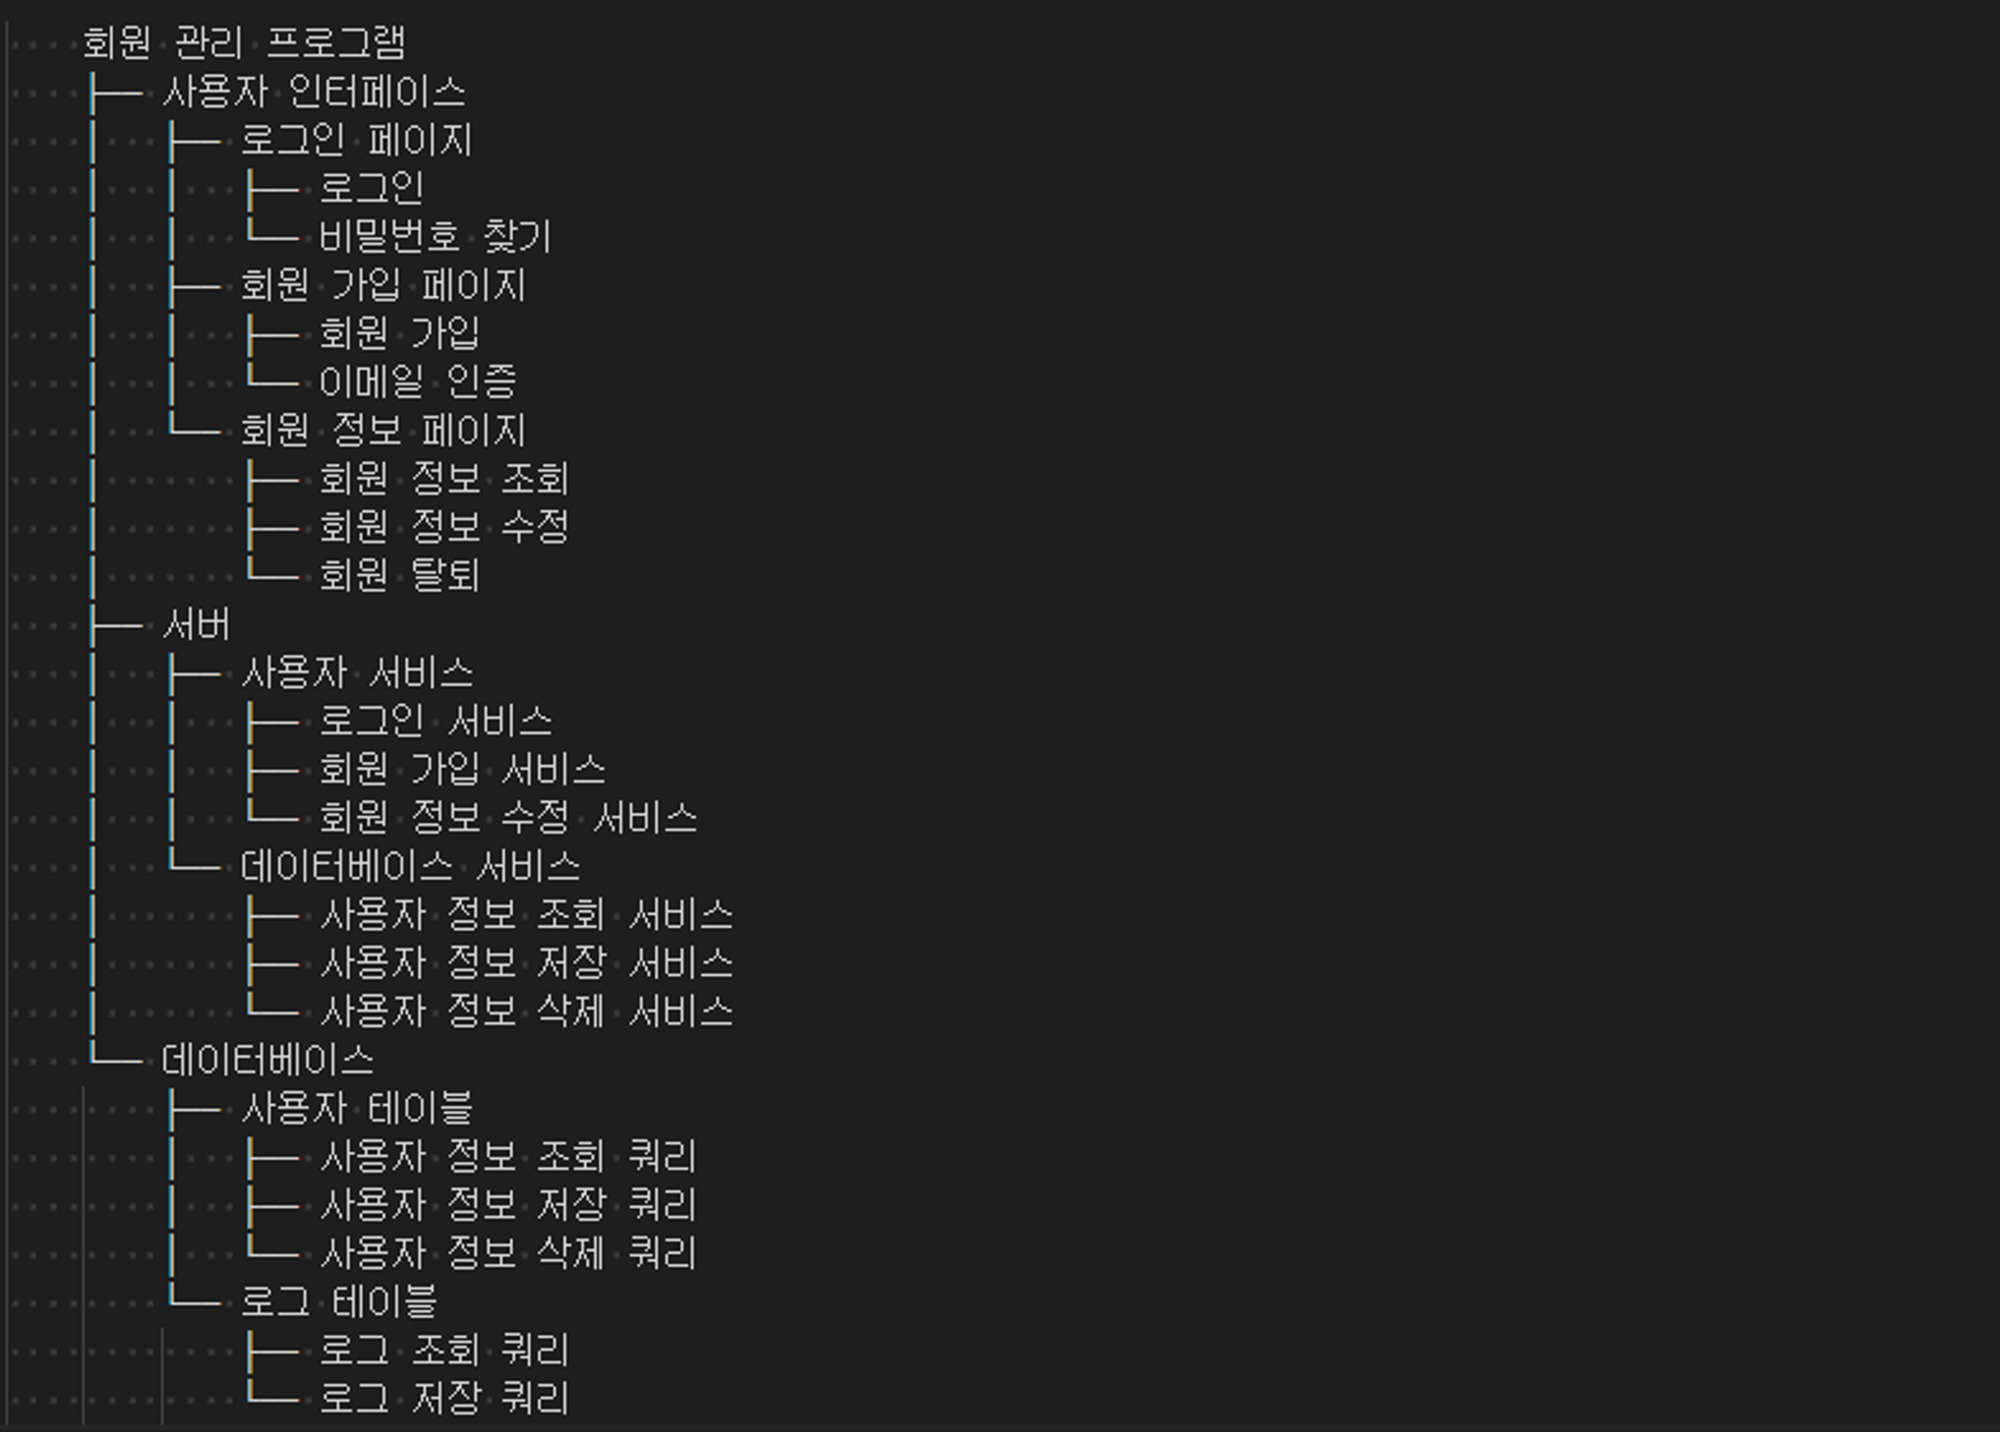 회원 관리 프로그램
├── 사용자 인터페이스
│   ├── 로그인 페이지
│   │   ├── 로그인
│   │   └── 비밀번호 찾기
│   ├── 회원 가입 페이지
│   │   ├── 회원 가입
│   │   └── 이메일 인증
│   └── 회원 정보 페이지
│       ├── 회원 정보 조회
│       ├── 회원 정보 수정
│       └── 회원 탈퇴
├── 서버
│   ├── 사용자 서비스
│   │   ├── 로그인 서비스
│   │   ├── 회원 가입 서비스
│   │   └── 회원 정보 수정 서비스
│   └── 데이터베이스 서비스
│       ├── 사용자 정보 조회 서비스
│       ├── 사용자 정보 저장 서비스
│       └── 사용자 정보 삭제 서비스
└── 데이터베이스
    ├── 사용자 테이블
    │   ├── 사용자 정보 조회 쿼리
    │   ├── 사용자 정보 저장 쿼리
    │   └── 사용자 정보 삭제 쿼리
    └── 로그 테이블
        ├── 로그 조회 쿼리
        └── 로그 저장 쿼리